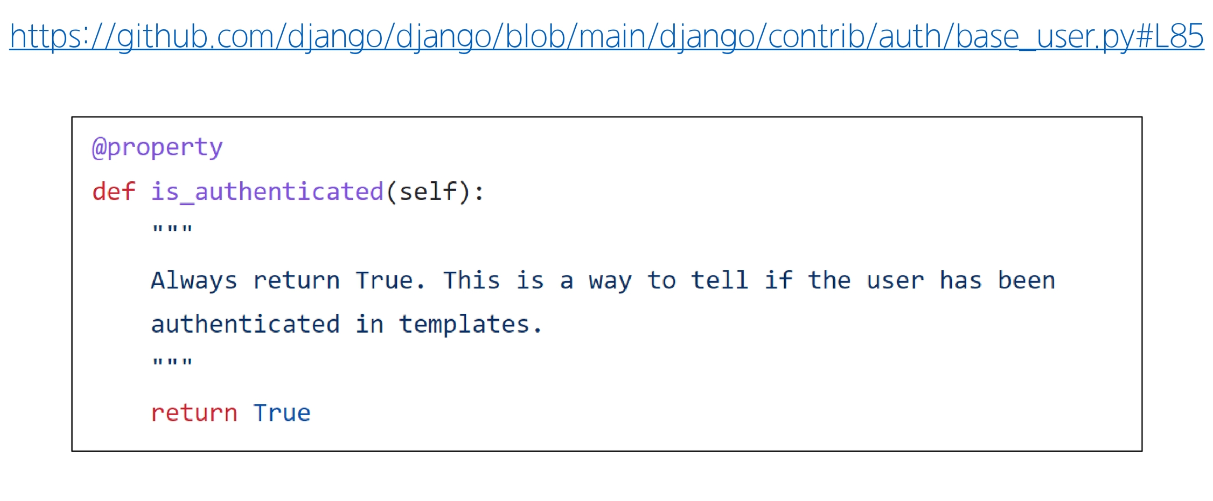 https://github.com/django/django/blob/main/django/contrib/auth/base_user.py#L85
@property
def is_authenticated(self):
    """
    Always return True. This is a way to tell if the user has been
    authenticated in templates.
    """
    return True